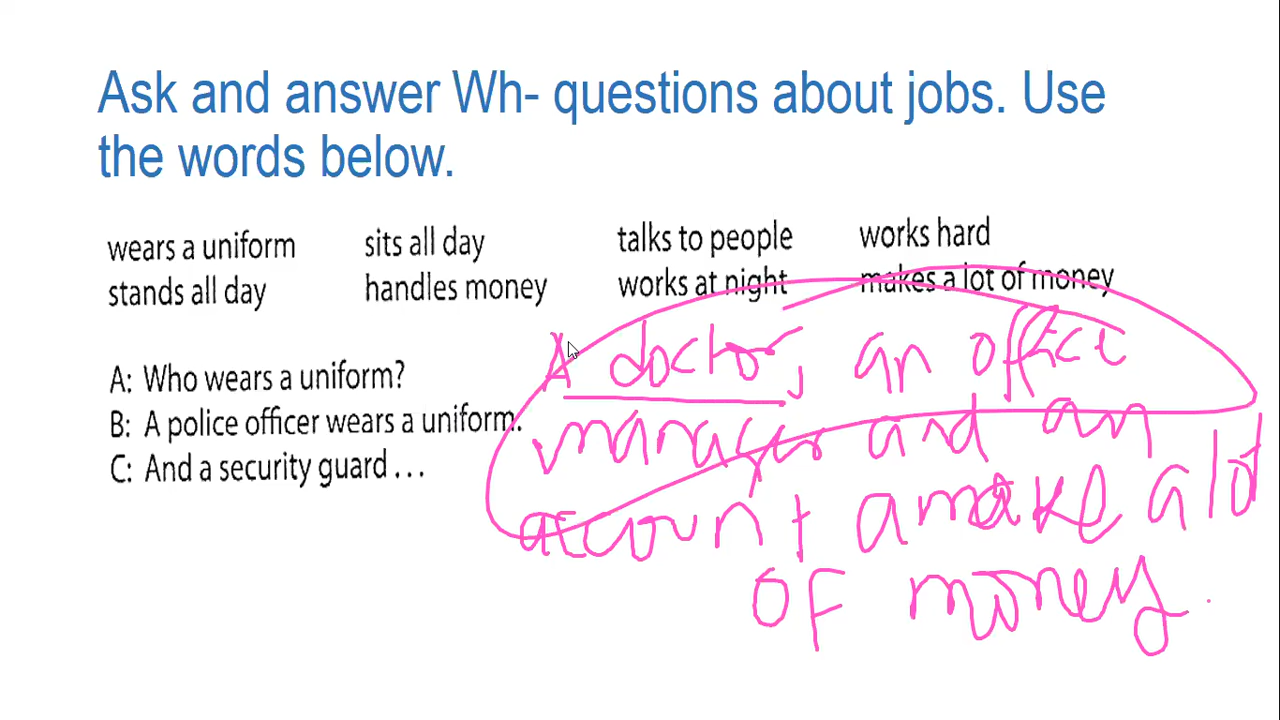 Ask and answer Wh- questions about jobs. Use
the words below.
wears a uniform sits all day talks to people works hard
stands all day handles money works at night makes a lot of money
A: Who wears a uniform?
B: A police officer wears a uniform.
C: And a security guard . . .
A doctor, an office
manager and an
account a make a lot
of money.